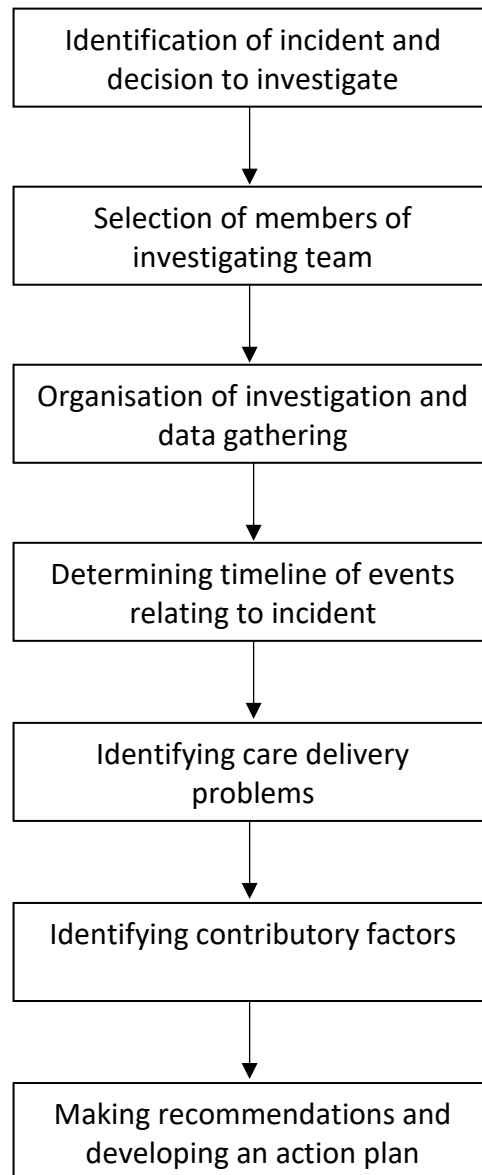 Identification of incident and
decision to investigate
Selection of members of
investigating team
Organisation of investigation and
data gathering
Determining timeline of events
relating to incident
Identifying care delivery
problems
Identifying contributory factors
Making recommendations and
developing an action plan